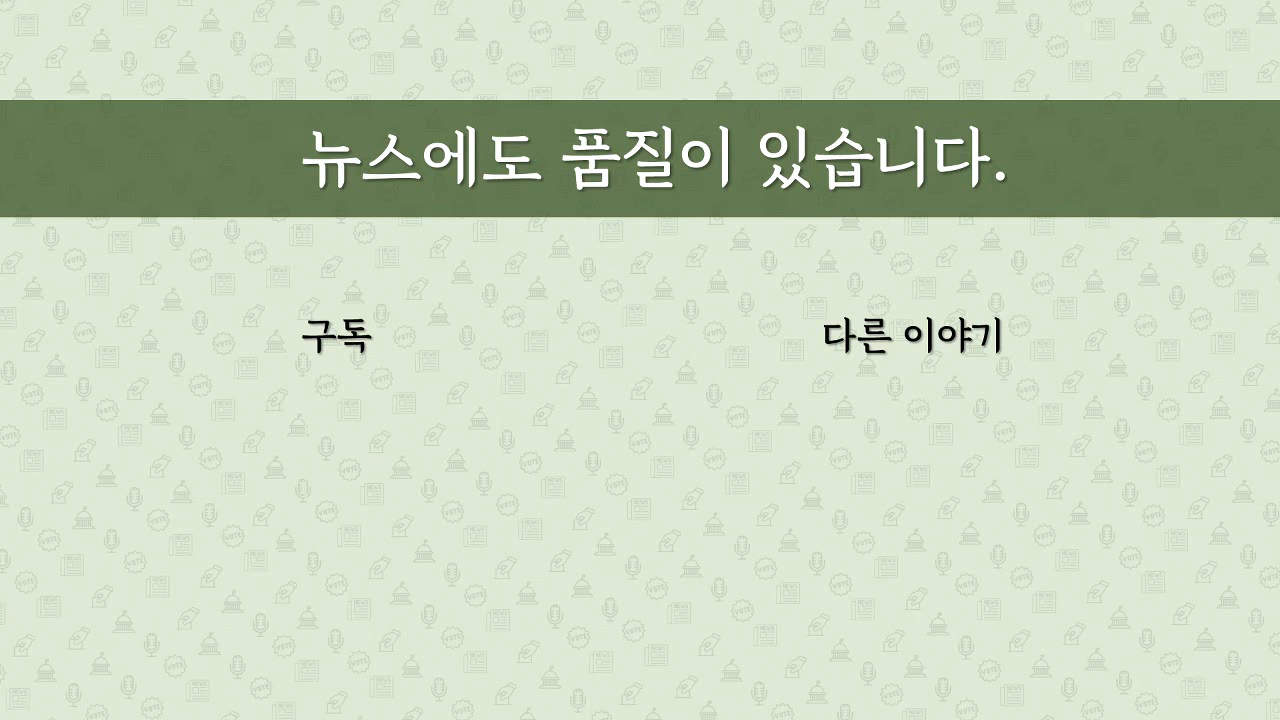 뉴스에도 품질이 있습니다.
구독
다른 이야기